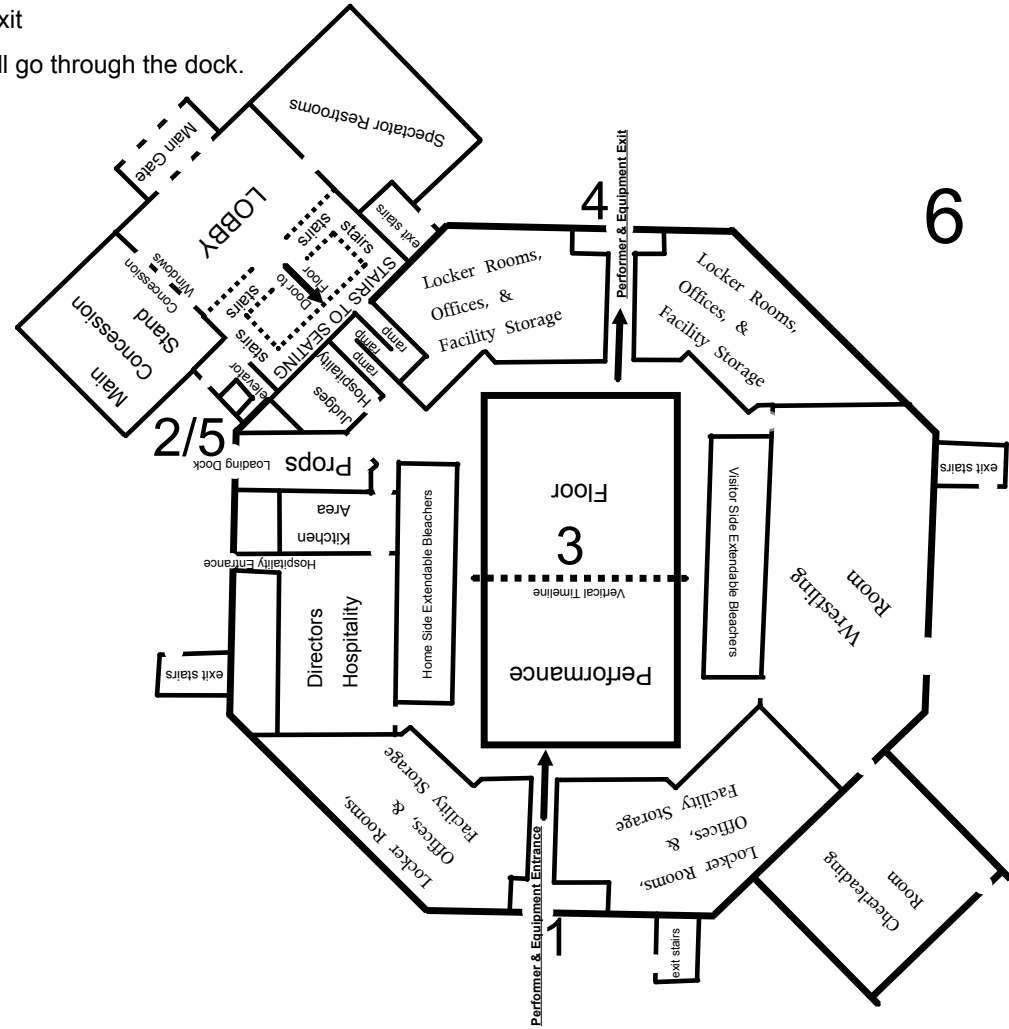 xit
ll go through the dock.
Spectator Restrooms
Main Gate
LOBBY
exit stairs
stairs
stairs
STAIRS TO SEATING
Door to
Floor
stairs
stairs
Concession
Windows
Main
Concession
Stand
elevator
ramp
ramp
ramp
Judges
Hospitality
2/5
Loading Dock
Props
Kitchen
Area
Hospitality Entrance
Directors
Hospitality
exit stairs
Home Side Extendable Bleachers
Locker Rooms,
Offices, &
Facility Storage
4
Performer & Equipment Exit
Locker Rooms,
Offices, &
Facility Storage
6
exit stairs
Visitor Side Extendable Bleachers
Wrestling
Room
Performance
Floor
3
Vertical Timeline
Locker Rooms,
Offices, &
Facility Storage
Performer & Equipment Entrance
1
Locker Rooms,
Offices, &
Facility Storage
exit stairs
Cheerleading
Room